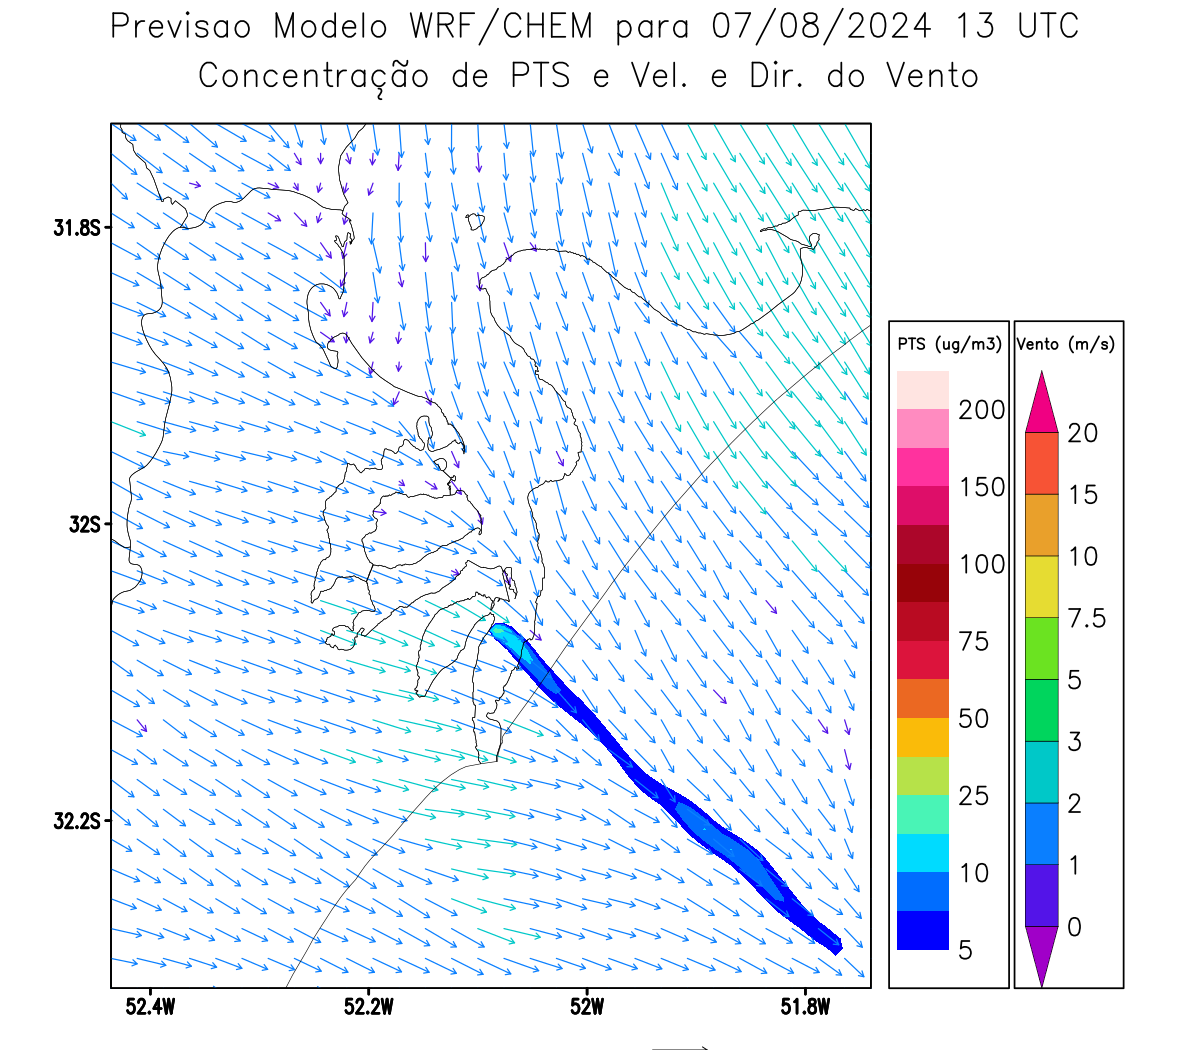 Previsao Modelo WRF/CHEM para 07/08/2024 13 UTC
Concentração de PTS e Vel. e Dir. do Vento
31.8S
32S
32.2S
52.4W 52.2W 52W 51.8W
PTS (ug/m3)
200
150
100
75
50
25
10
5
Vento (m/s)
20
15
10
7.5
5
3
2
1
0